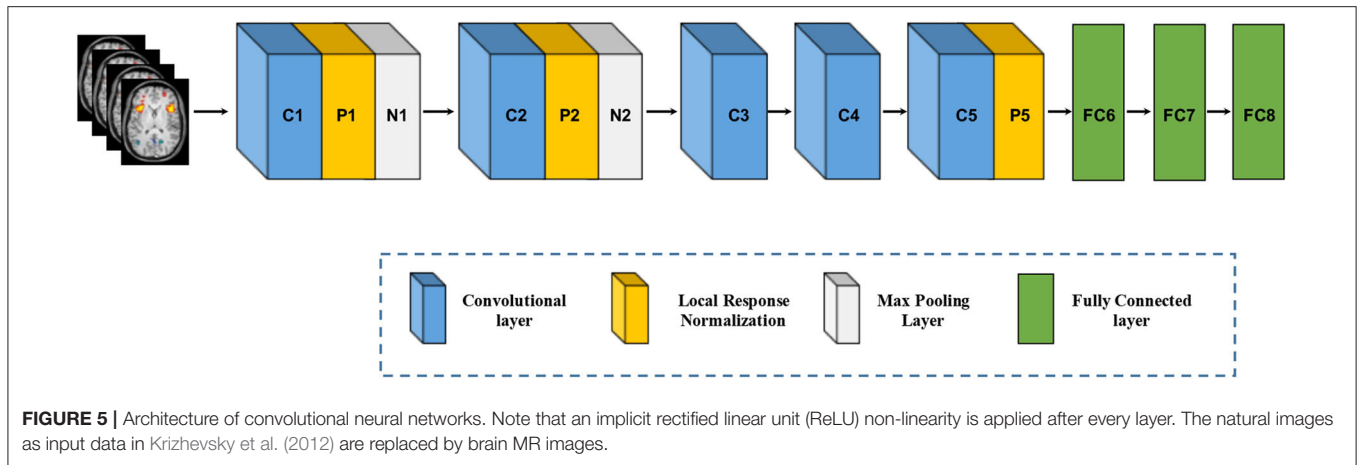 C1 P1 N1 C2 P2 N2 C3 C4 C5 P5 FC6 FC7 FC8
Convolutional layer
Local Response Normalization
Max Pooling Layer
Fully Connected layer
FIGURE 5 | Architecture of convolutional neural networks. Note that an implicit rectified linear unit (ReLU) non-linearity is applied after every layer. The natural images
as input data in Krizhevsky et al. (2012) are replaced by brain MR images.